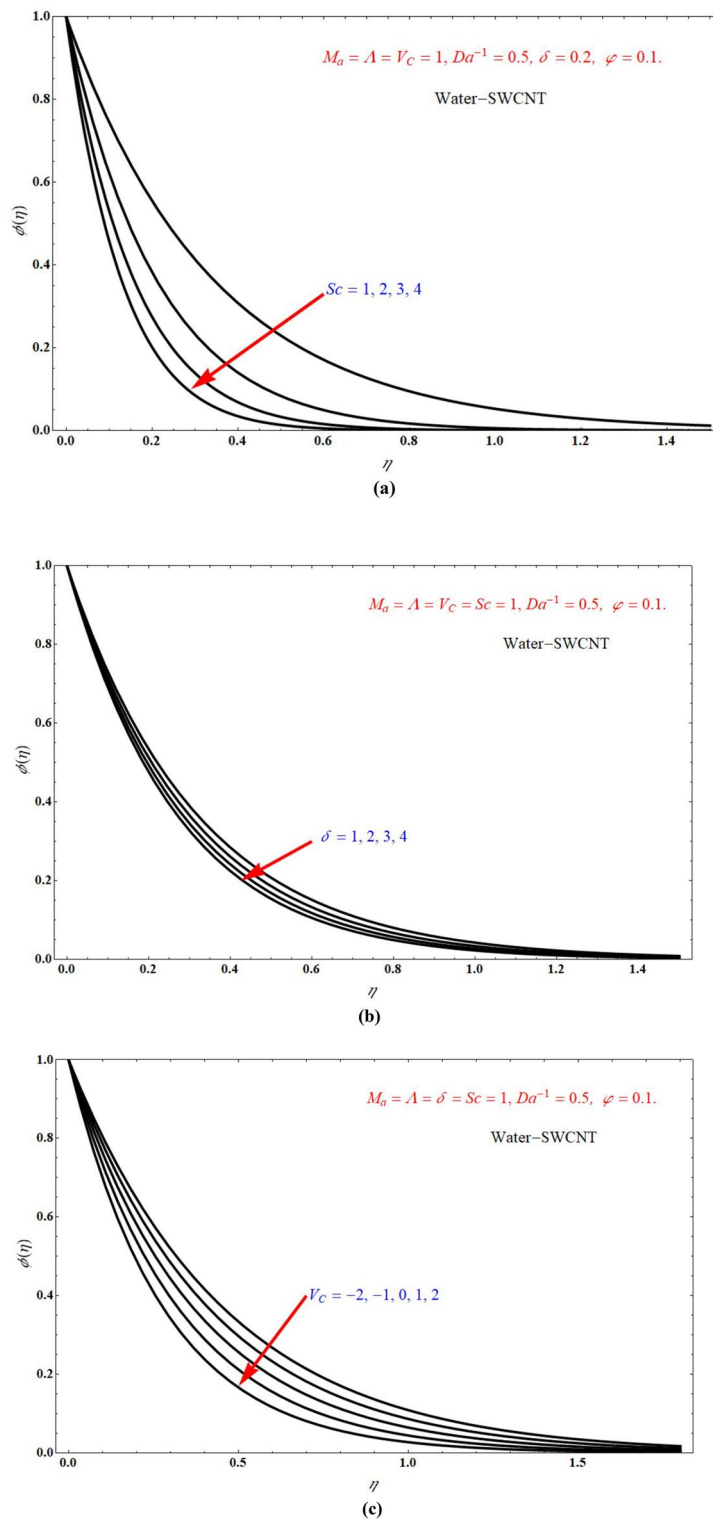 1.0
M_a = Λ = V_C = 1, Da^{-1} = 0.5, δ = 0.2, φ = 0.1.
Water−SWCNT
0.8
0.6
ϕ(η)
0.4
Sc = 1, 2, 3, 4
0.2
0.0
0.0 0.2 0.4 0.6 0.8 1.0 1.2 1.4
η
(a)
1.0
M_a = Λ = V_C = Sc = 1, Da^{-1} = 0.5, φ = 0.1.
Water−SWCNT
0.8
0.6
ϕ(η)
0.4
δ = 1, 2, 3, 4
0.2
0.0
0.0 0.2 0.4 0.6 0.8 1.0 1.2 1.4
η
(b)
1.0
M_a = Λ = δ = Sc = 1, Da^{-1} = 0.5, φ = 0.1.
Water−SWCNT
0.8
0.6
ϕ(η)
0.4
V_C = −2, −1, 0, 1, 2
0.2
0.0
0.0 0.5 1.0 1.5
η
(c)